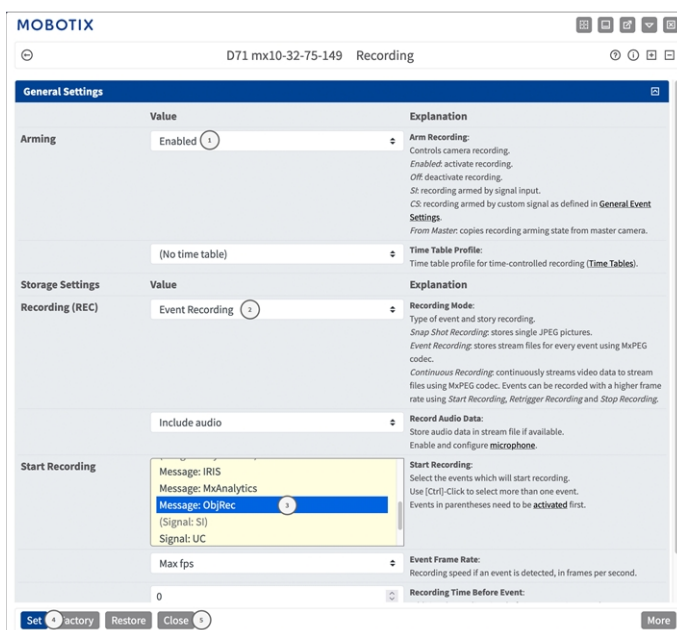 MOBOTIX
D71 mx10-32-75-149 Recording
General Settings
Value Explanation
Arming Enabled 1 Arm Recording:
Controls camera recording.
Enabled: activate recording.
Off: deactivate recording.
SI: recording armed by signal input.
CS: recording armed by custom signal as defined in General Event
Settings.
From Master: copies recording arming state from master camera.
(No time table) Time Table Profile:
Time table profile for time-controlled recording (Time Tables).
Storage Settings Value Explanation
Recording (REC) Event Recording 2 Recording Mode:
Type of event and story recording.
Snap Shot Recording: stores single JPEG pictures.
Event Recording: stores stream files for every event using MxPEG
codec.
Continuous Recording: continuously streams video data to stream
files using MxPEG codec. Events can be recorded with a higher frame
rate using Start Recording, Retrigger Recording and Stop Recording.
Include audio Record Audio Data:
Store audio data in stream file if available.
Enable and configure microphone.
Start Recording
Message: IRIS
Message: MxAnalytics
Message: ObjRec 3
(Signal: SI)
Signal: UC
Start Recording:
Select the events which will start recording.
Use [Ctrl]-Click to select more than one event.
Events in parentheses need to be activated first.
Max fps Event Frame Rate:
Recording speed if an event is detected, in frames per second.
0 Recording Time Before Event:
Set 4 actory Restore Close 5 More